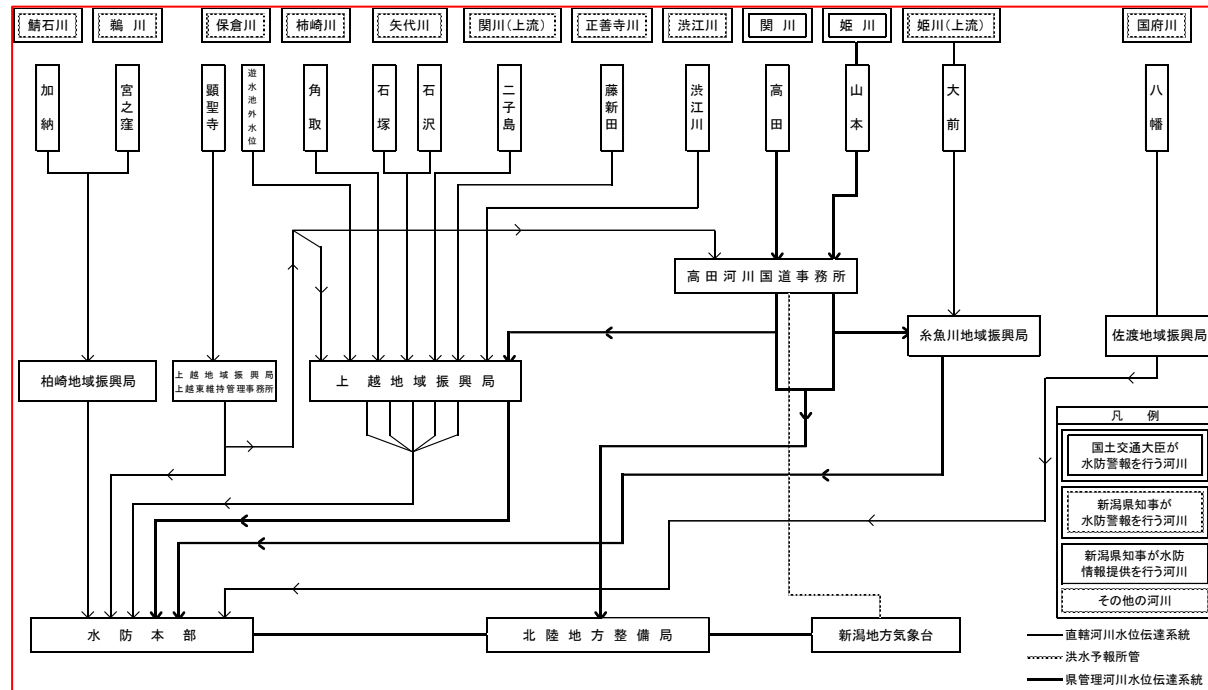 鯖石川
鵜川
保倉川
柿崎川
矢代川
関川(上流)
正善寺川
渋江川
関川
姫川
姫川(上流)
国府川
加納
宮之窪
顕聖寺
遊水池外水位
角取
石塚
石沢
二子島
藤新田
渋江川
高田
山本
大前
八幡
高田河川国道事務所
糸魚川地域振興局
佐渡地域振興局
柏崎地域振興局
上越地域振興局
上越東維持管理事務所
上越地域振興局
凡例
国土交通大臣が
水防警報を行う河川
新潟県知事が
水防警報を行う河川
新潟県知事が水防
情報提供を行う河川
その他の河川
水防本部
北陸地方整備局
新潟地方気象台
直轄河川水位伝達系統
洪水予報所管
県管理河川水位伝達系統